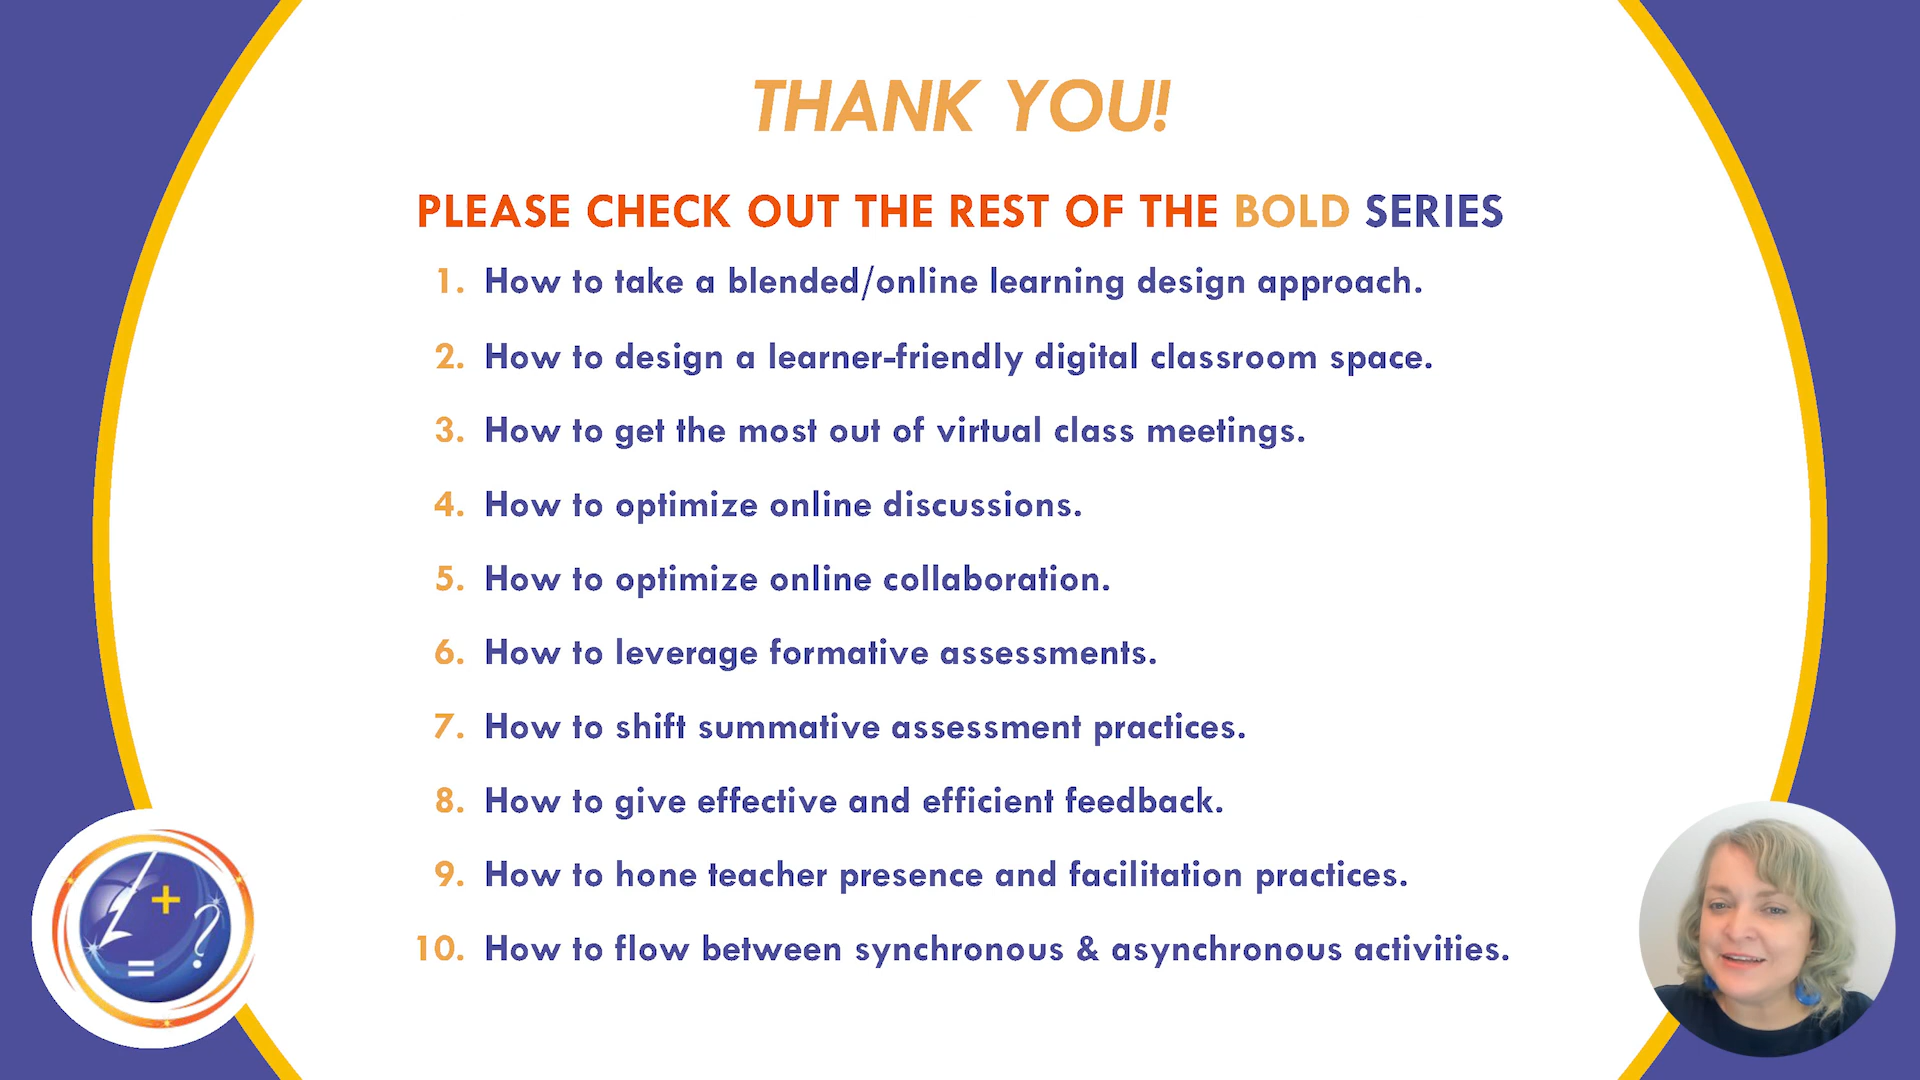 THANK YOU!
PLEASE CHECK OUT THE REST OF THE BOLD SERIES
1. How to take a blended/online learning design approach.
2. How to design a learner-friendly digital classroom space.
3. How to get the most out of virtual class meetings.
4. How to optimize online discussions.
5. How to optimize online collaboration.
6. How to leverage formative assessments.
7. How to shift summative assessment practices.
8. How to give effective and efficient feedback.
9. How to hone teacher presence and facilitation practices.
10. How to flow between synchronous & asynchronous activities.
L + = ?